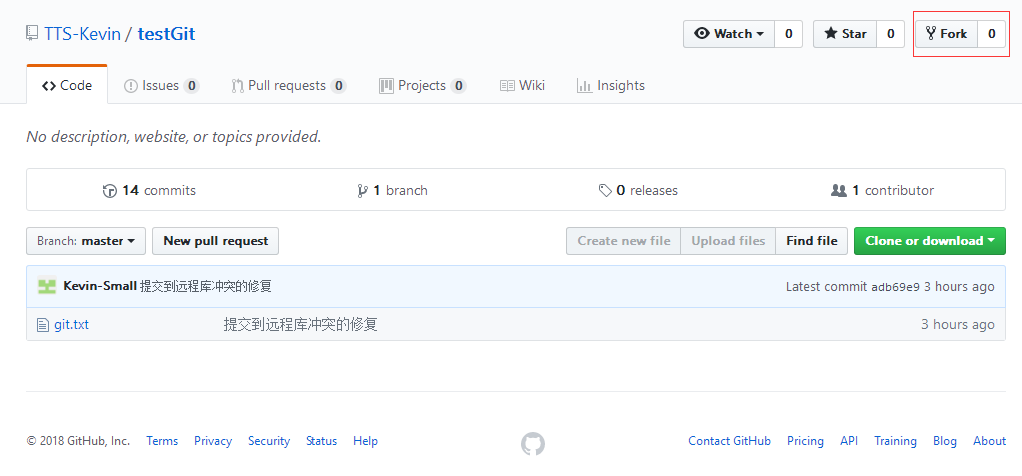 TTS-Kevin / testGit
Watch 0 Star 0 Fork 0
Code Issues 0 Pull requests 0 Projects 0 Wiki Insights
No description, website, or topics provided.
14 commits 1 branch 0 releases 1 contributor
Branch: master New pull request Create new file Upload files Find file Clone or download
Kevin-Small 提交到远程库冲突的修复 Latest commit adb69e9 3 hours ago
git.txt 提交到远程库冲突的修复 3 hours ago
© 2018 GitHub, Inc. Terms Privacy Security Status Help Contact GitHub Pricing API Training Blog About